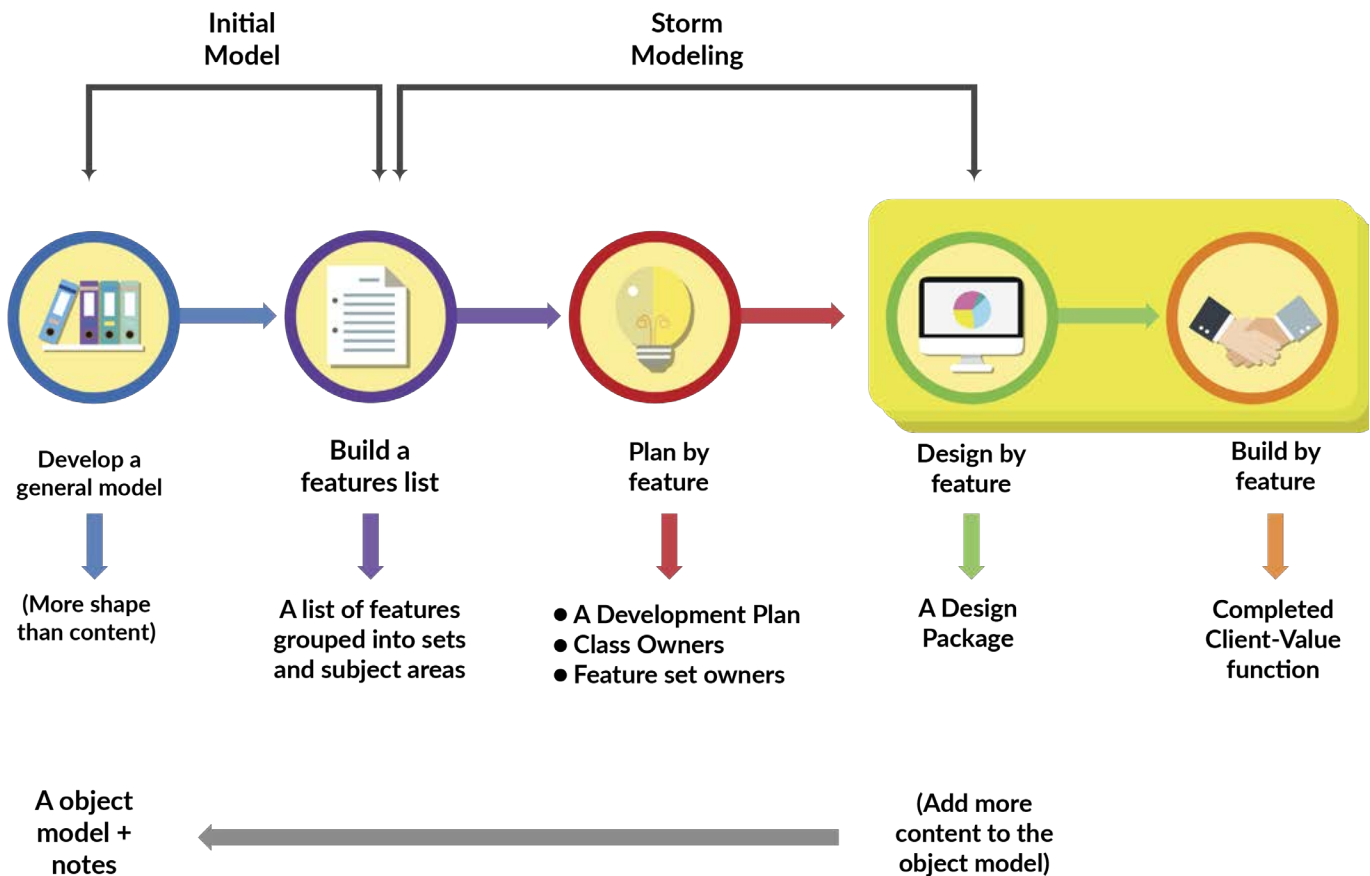 Initial
Model
Storm
Modeling
Develop a
general model
Build a
features list
Plan by
feature
Design by
feature
Build by
feature
(More shape
than content)
A list of features
grouped into sets
and subject areas
● A Development Plan
● Class Owners
● Feature set owners
A Design
Package
Completed
Client-Value
function
A object
model +
notes
(Add more
content to the
object model)